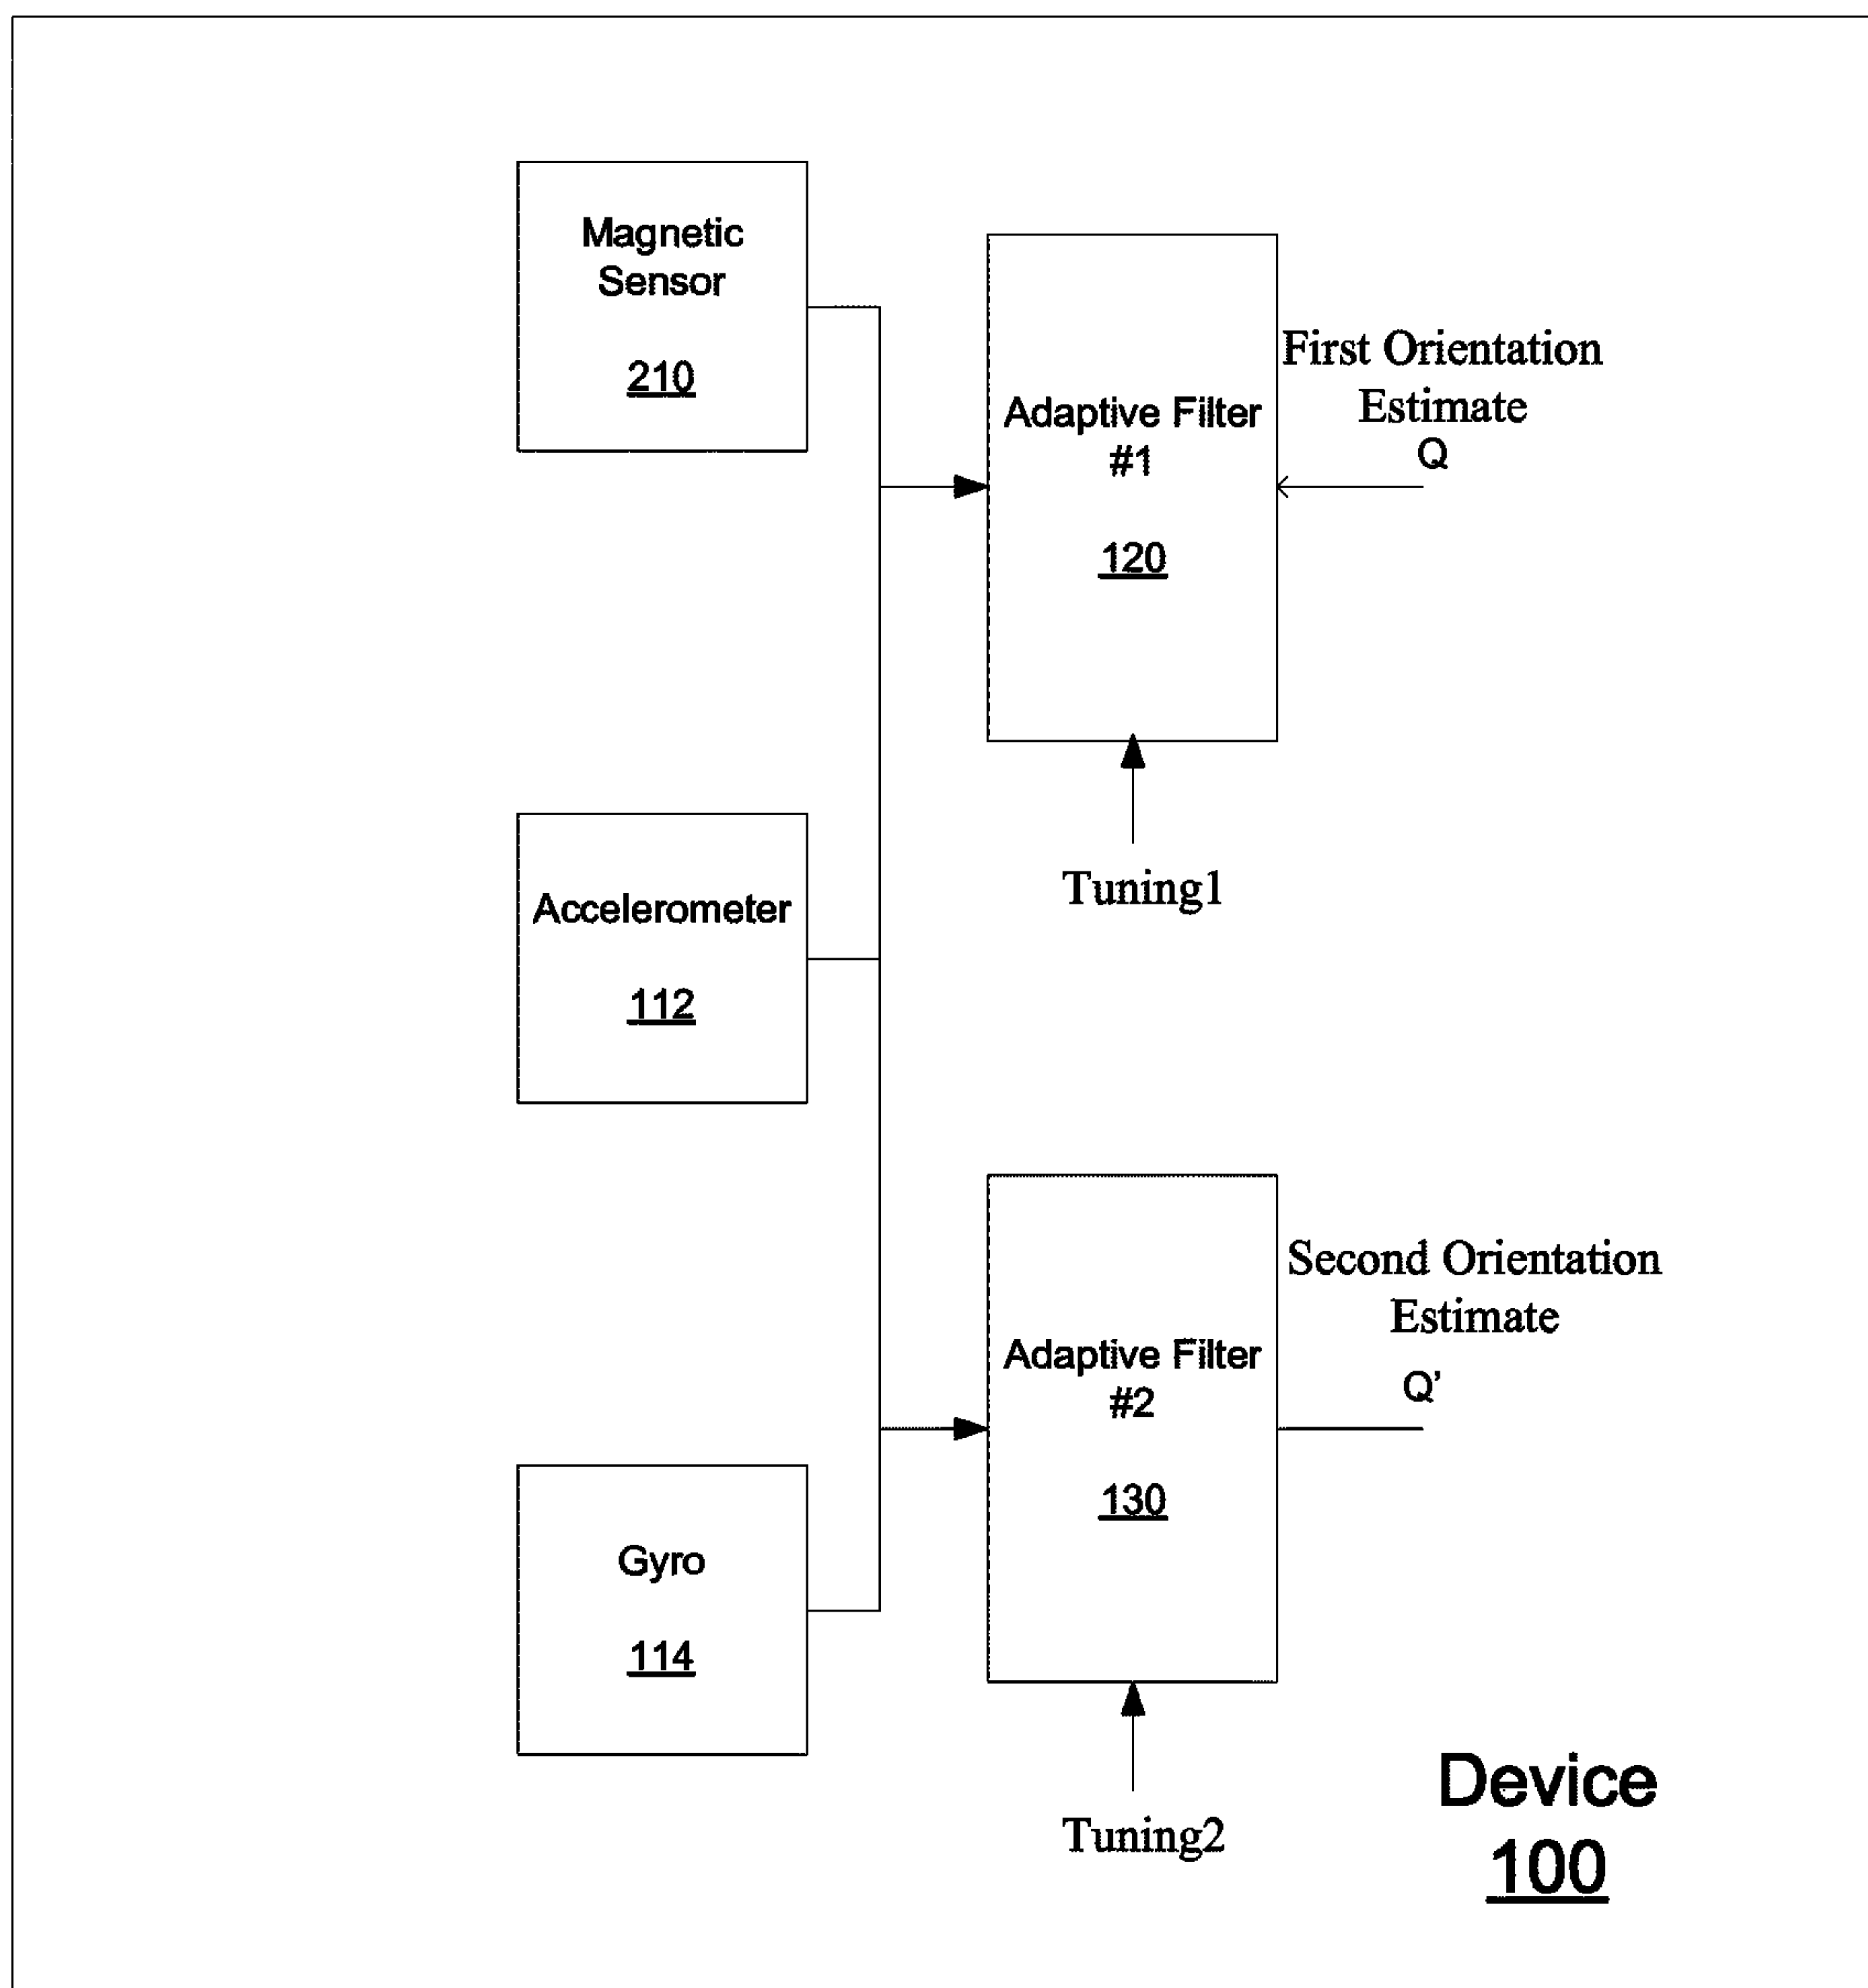 Magnetic
Sensor
210
Adaptive Filter
#1
120
First Orientation
Estimate
Q
Tuning1
Accelerometer
112
Adaptive Filter
#2
130
Second Orientation
Estimate
Q'
Gyro
114
Tuning2
Device
100